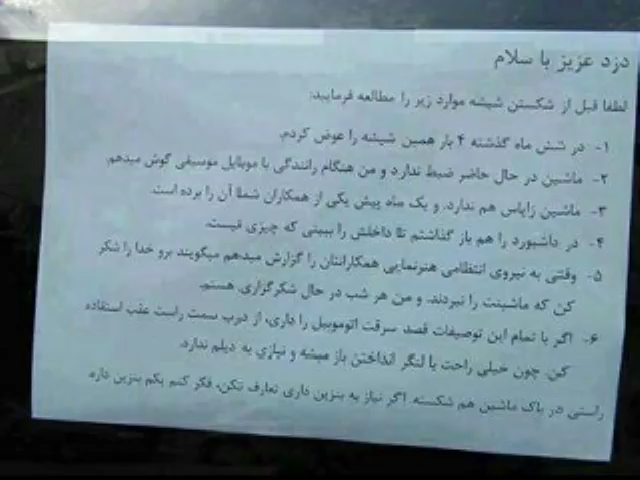 دزد عزیز با سلام
لطفا قبل از شکستن شیشه موارد زیر را مطالعه فرمایید:
۱- در شش ماه گذشته ۴ بار همین شیشه را عوض کردم.
۲- ماشین در حال حاضر ضبط ندارد و من هنگام رانندگی با موبایل موسیقی گوش میدهم.
۳- ماشین زاپاس هم ندارد، و یک ماه پیش یکی از همکاران شما آن را برده است.
۴- در داشبورد را هم باز گذاشتم تا داخلش را ببینی که چیزی نیست.
۵- وقتی به نیروی انتظامی هنرنمایی همکارانتان را گزارش میدهم میگویند برو خدا را شکر
کن که ماشینت را نبردند. و من هر شب در حال شکرگزاری هستم.
۶- اگر با تمام این توصیفات قصد سرقت اتوموبیل را داری، از درب سمت راست عقب استفاده
کن. چون خیلی راحت با لنگر انداختن باز میشه و نیازی به دیلم ندارد.
راستی در باک ماشین هم شکسته. اگر نیاز به بنزین داری تعارف نکن، فکر کنم یکم بنزین داره.